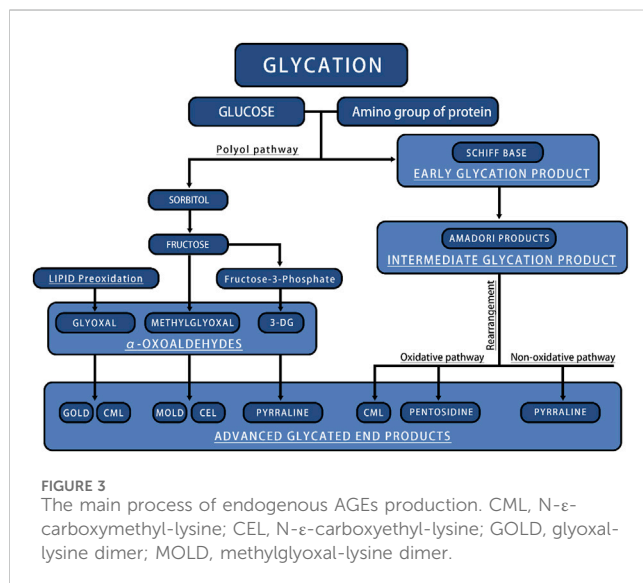 GLYCATION
GLUCOSE
Amino group of protein
Polyol pathway
SCHIFF BASE
EARLY GLYCATION PRODUCT
SORBITOL
AMADORI PRODUCTS
INTERMEDIATE GLYCATION PRODUCT
FRUCTOSE
LIPID Preoxidation
Fructose-3-Phosphate
Rearrangement
GLYOXAL
METHYLGLYOXAL
3-DG
α-OXOALDEHYDES
Oxidative pathway
Non-oxidative pathway
GOLD
CML
MOLD
CEL
PYRRALINE
CML
PENTOSIDINE
PYRRALINE
ADVANCED GLYCATED END PRODUCTS
FIGURE 3
The main process of endogenous AGEs production. CML, N-ε-
carboxymethyl-lysine; CEL, N-ε-carboxyethyl-lysine; GOLD, glyoxal-
lysine dimer; MOLD, methylglyoxal-lysine dimer.